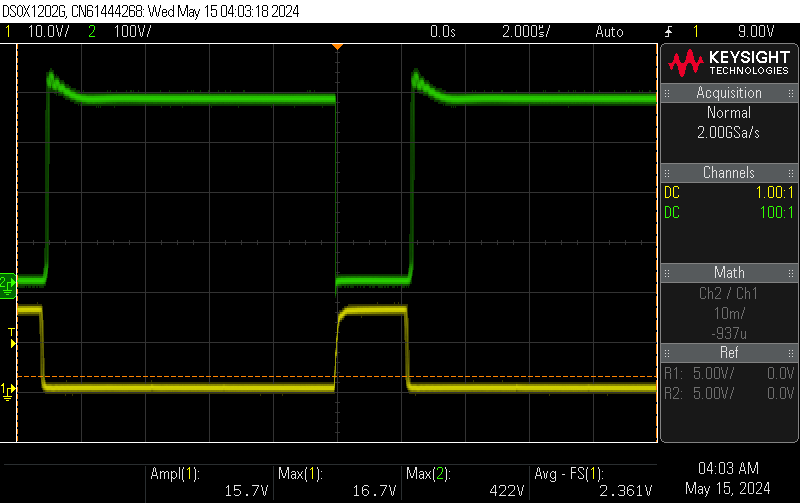 DSOX1202G, CN61444268: Wed May 15 04:03:18 2024
1 10.0V/ 2 100V/ 0.0s 2.000s/ Auto 1 9.00V
KEYSIGHT
TECHNOLOGIES
Acquisition
Normal
2.00GSa/s
Channels
DC 1.00:1
DC 100:1
2
Math
Ch2 / Ch1
10m/
-937u
T
Ref
R1: 5.00V/ 0.0V
R2: 5.00V/ 0.0V
1
Ampl(1): Max(1): Max(2): Avg - FS(1):
15.7V 16.7V 422V 2.361V
04:03 AM
May 15, 2024